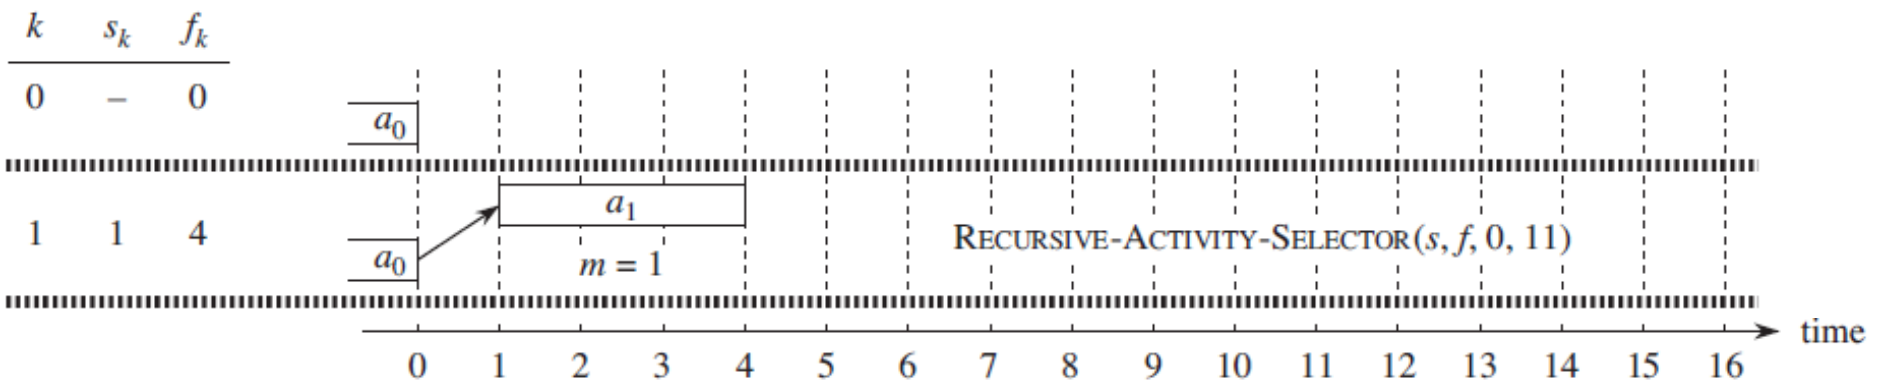 k s_k f_k
0 – 0
a_0
a_1
1 1 4
RECURSIVE-ACTIVITY-SELECTOR(s, f, 0, 11)
a_0
m = 1
time
0 1 2 3 4 5 6 7 8 9 10 11 12 13 14 15 16